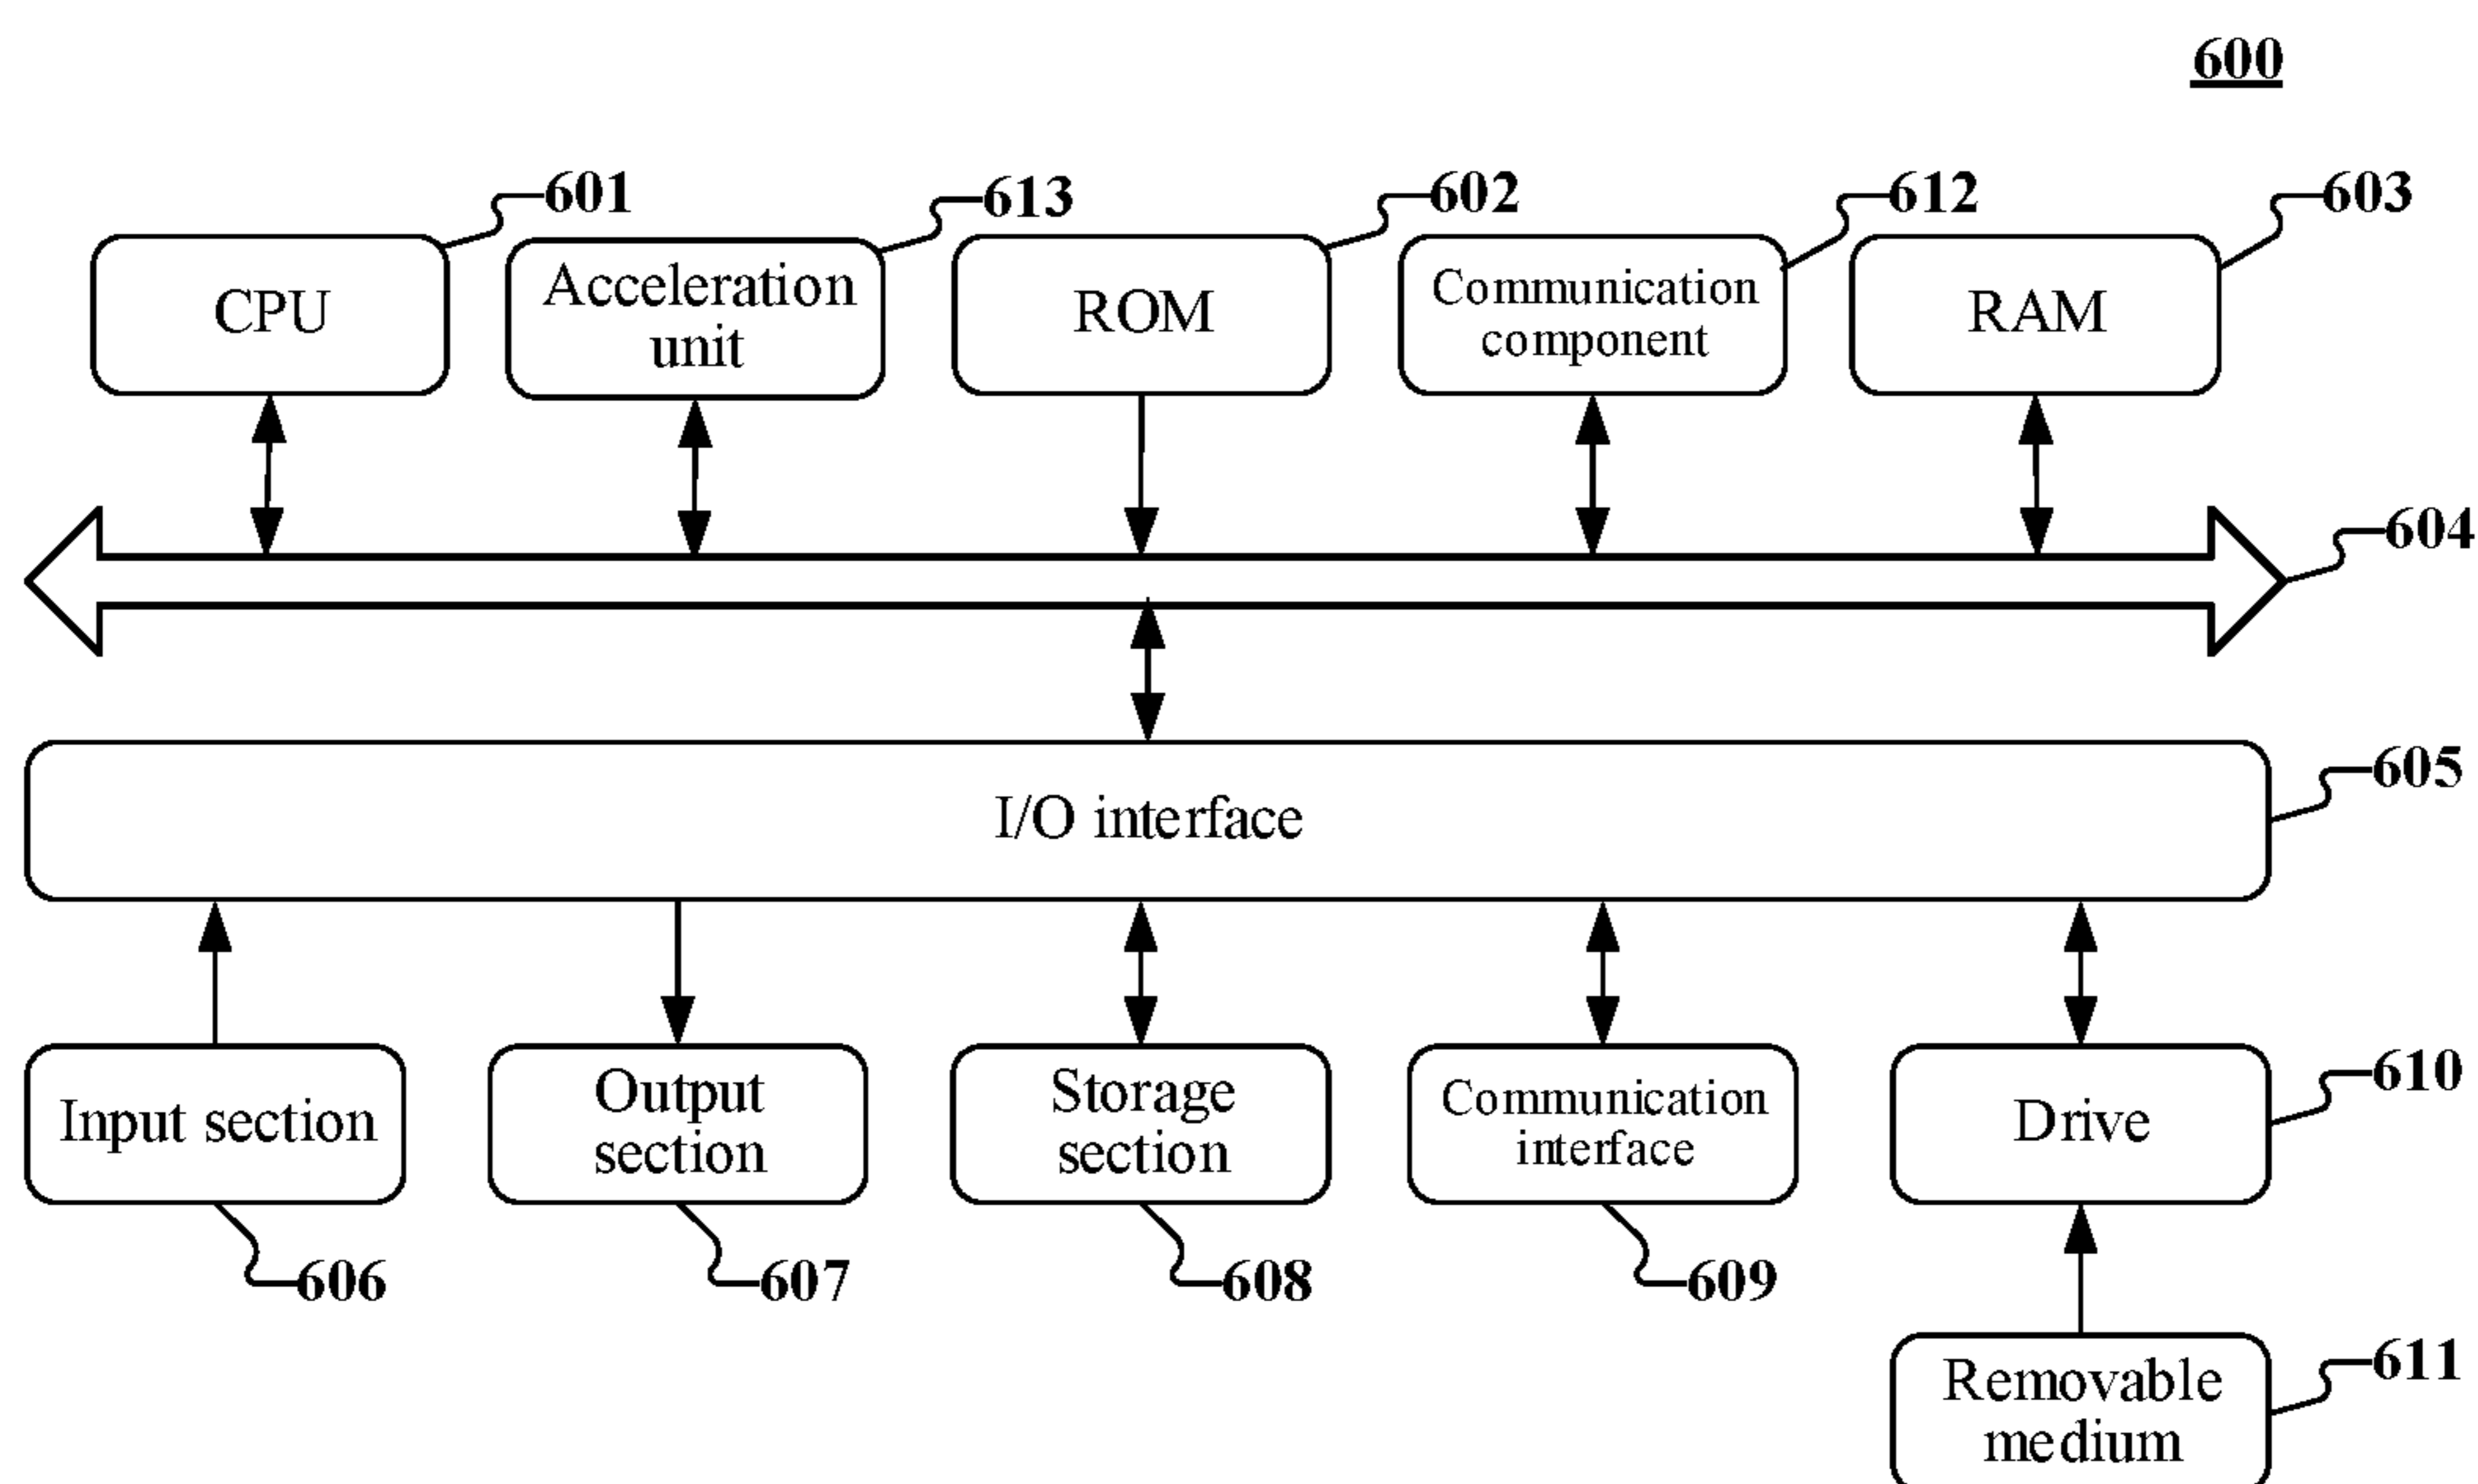 600
601
613
602
612
603
CPU
Acceleration
unit
ROM
Communication
component
RAM
604
605
I/O interface
610
Input section
Output
section
Storage
section
Communication
interface
Drive
606
607
608
609
611
Removable
medium